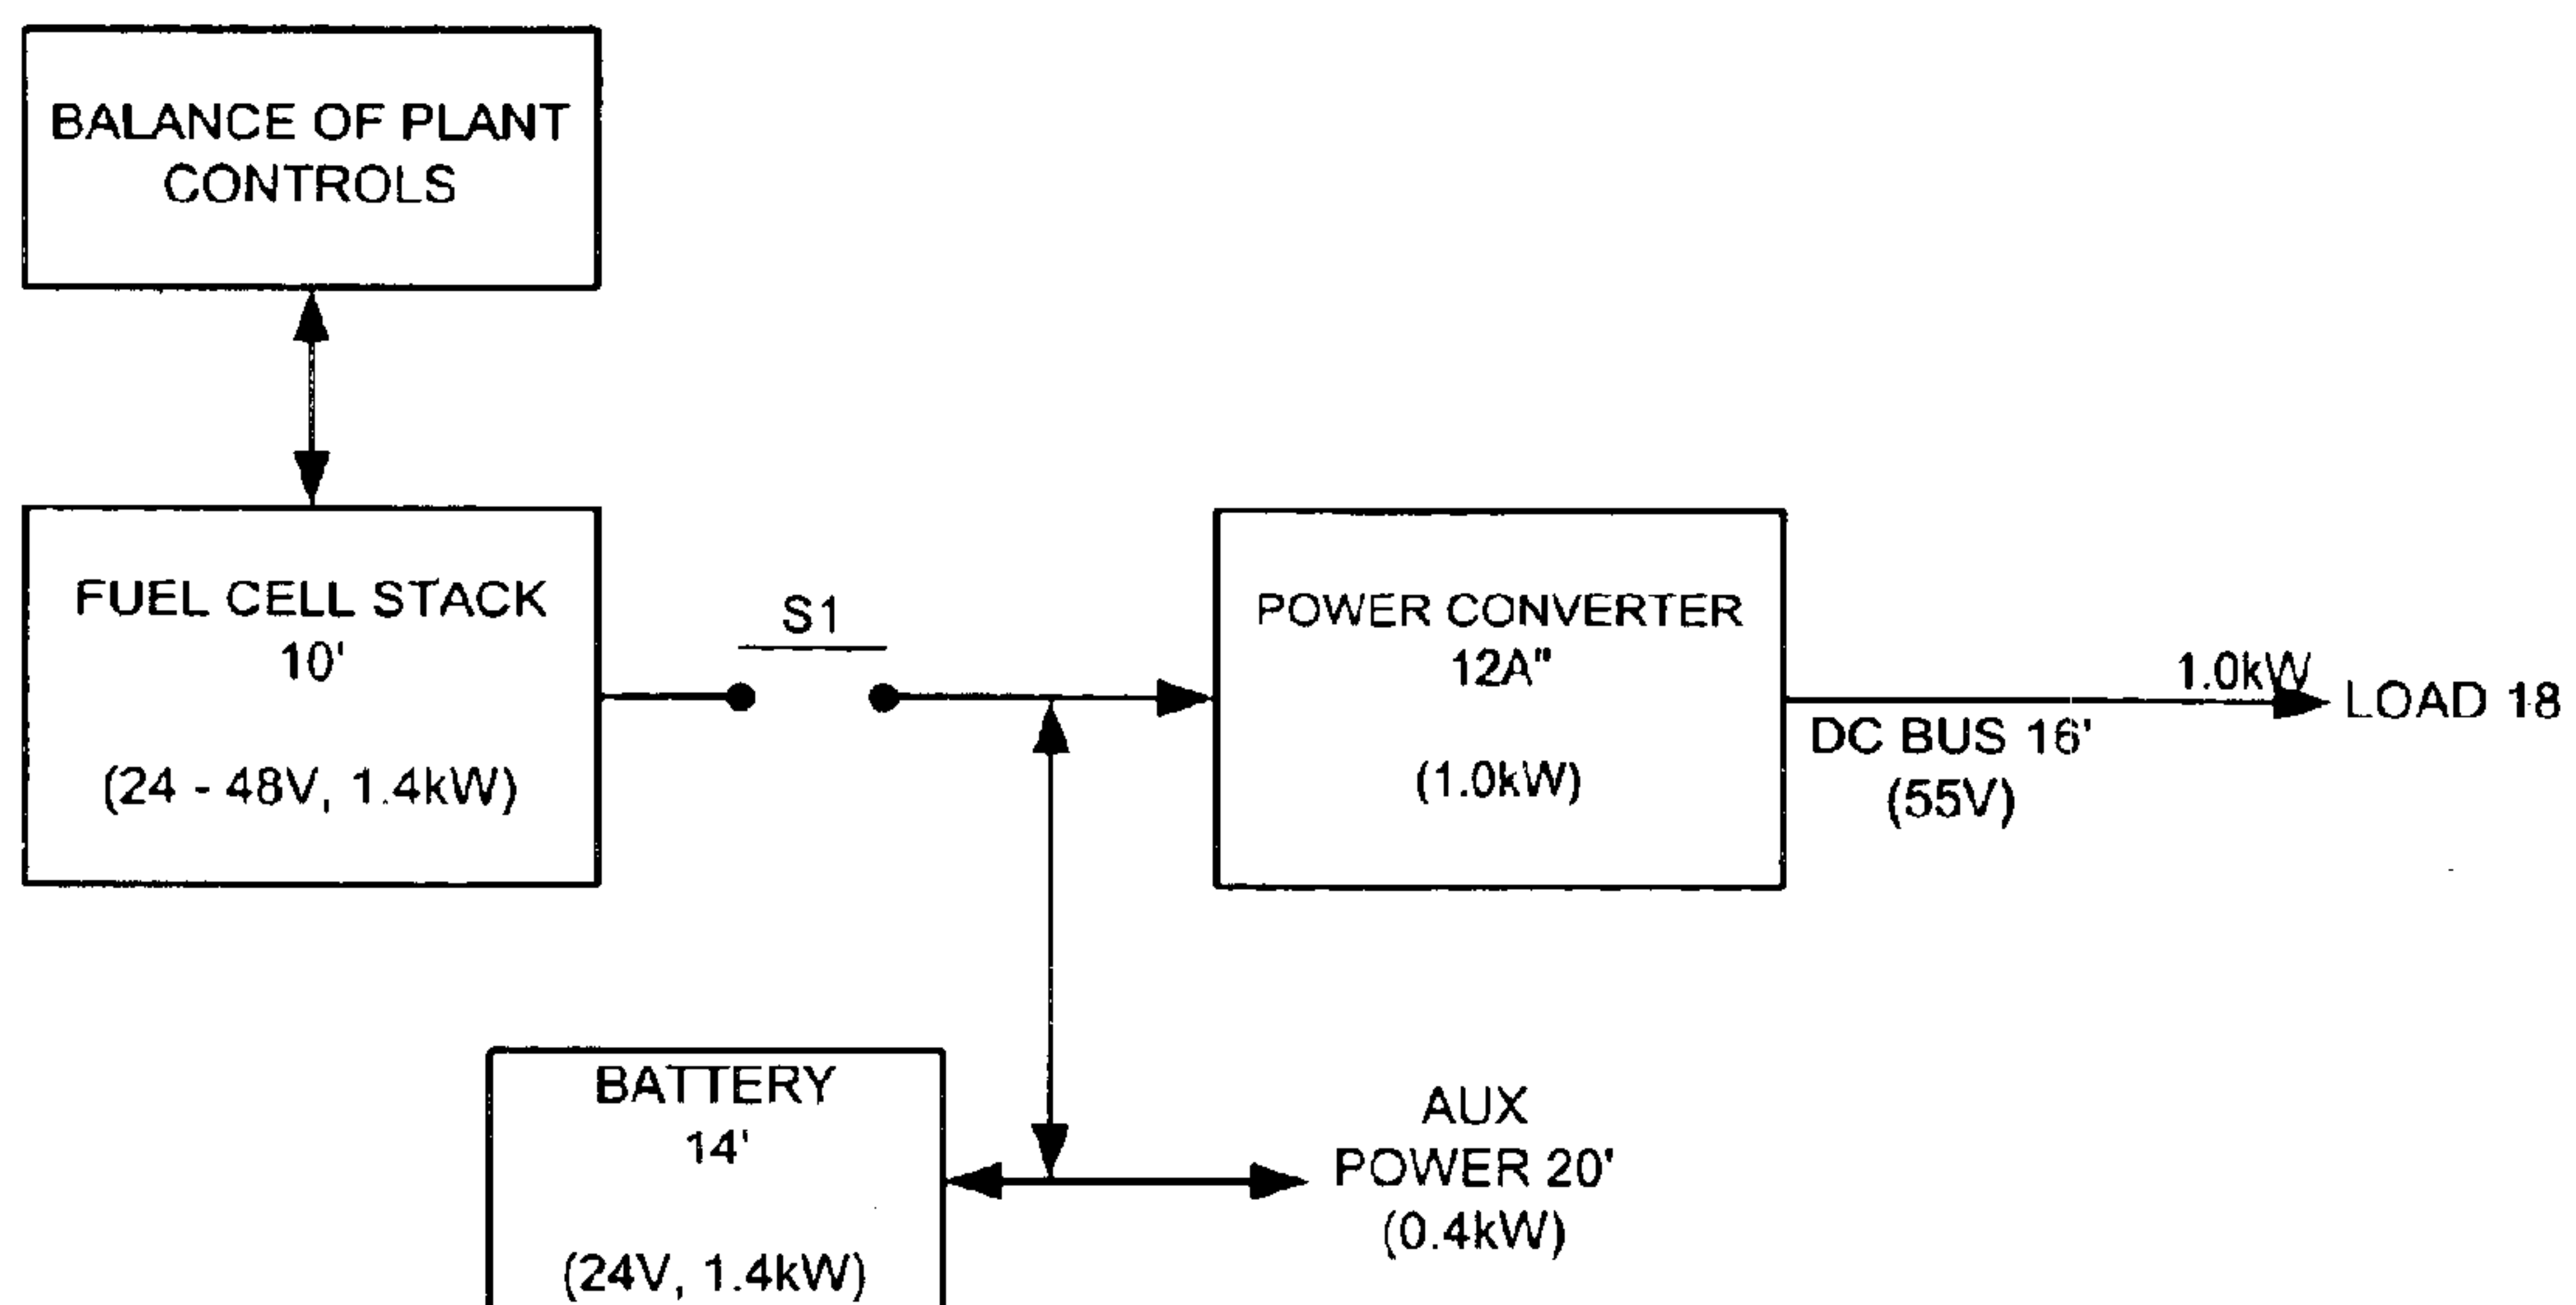 BALANCE OF PLANT
CONTROLS
FUEL CELL STACK
10'
(24 - 48V, 1.4kW)
S1
POWER CONVERTER
12A"
(1.0kW)
1.0kW
LOAD 18
DC BUS 16'
(55V)
BATTERY
14'
(24V, 1.4kW)
AUX
POWER 20'
(0.4kW)